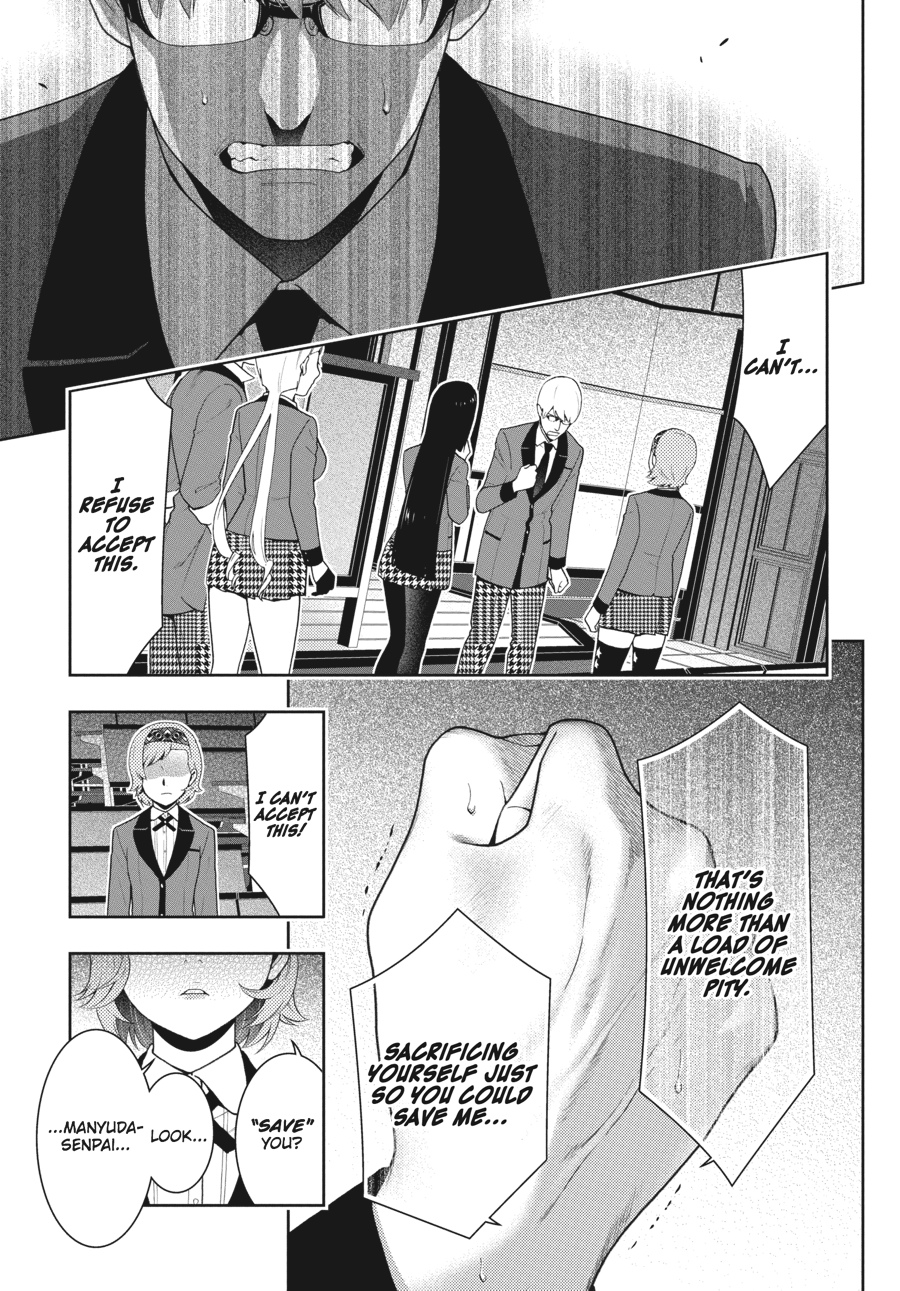 I
CAN'T...
I
REFUSE
TO
ACCEPT
THIS.
THAT'S
NOTHING
MORE THAN
A LOAD OF
UNWELCOME
PITY.
SACRIFICING
YOURSELF JUST
SO YOU COULD
SAVE ME...
I CAN'T
ACCEPT
THIS!
"SAVE"
YOU?
LOOK...
...MANYUDA-
SENPAI...